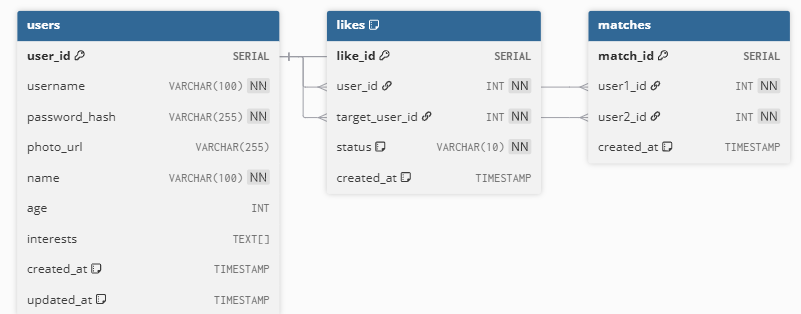 users
user_id SERIAL
username VARCHAR(100) NN
password_hash VARCHAR(255) NN
photo_url VARCHAR(255)
name VARCHAR(100) NN
age INT
interests TEXT[]
created_at TIMESTAMP
updated_at TIMESTAMP
likes
like_id SERIAL
user_id INT NN
target_user_id INT NN
status VARCHAR(10) NN
created_at TIMESTAMP
matches
match_id SERIAL
user1_id INT NN
user2_id INT NN
created_at TIMESTAMP